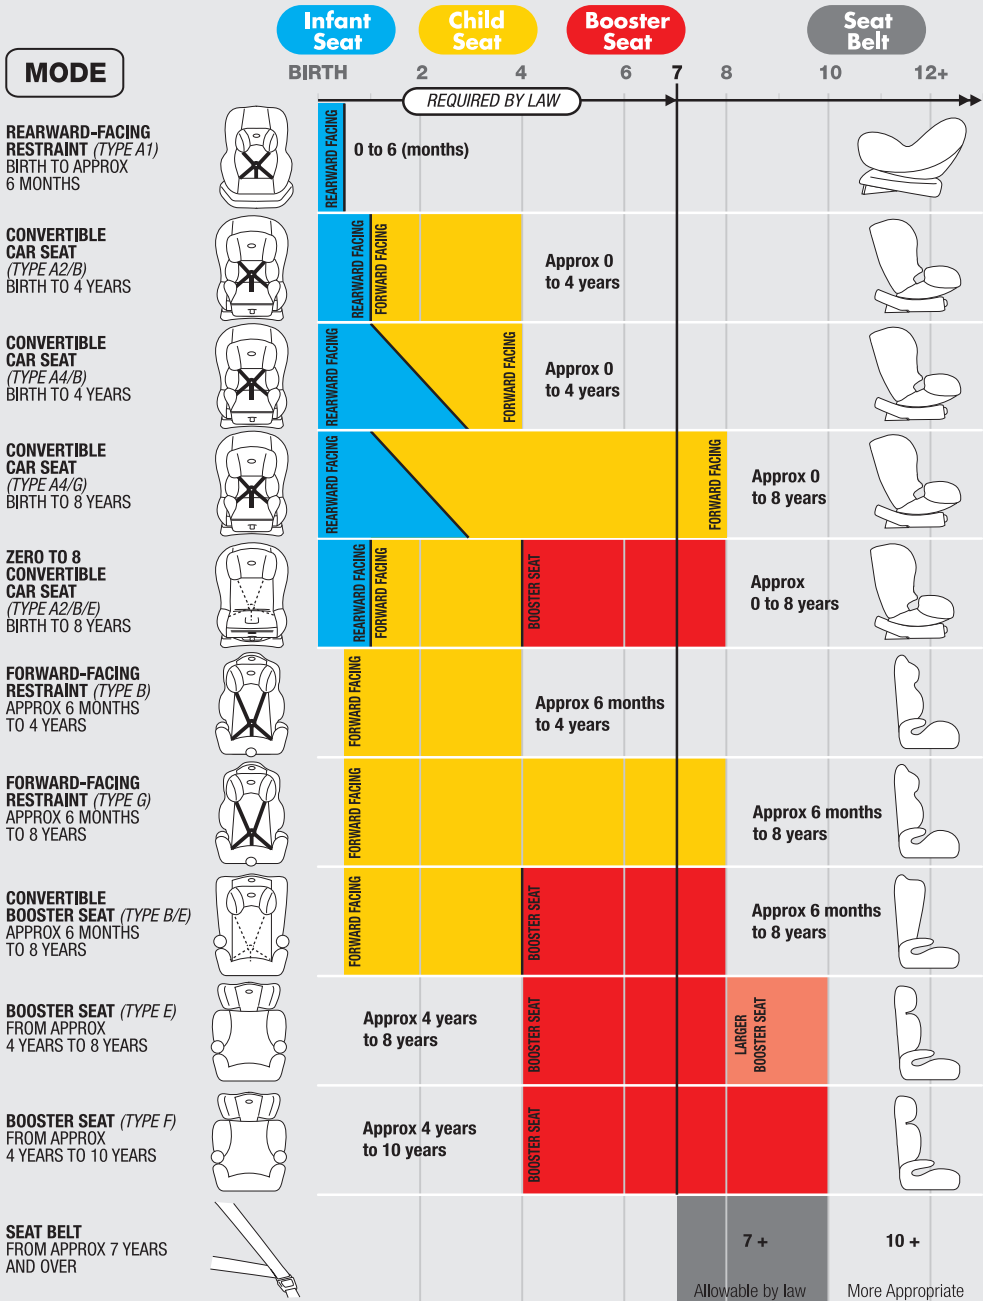 Infant
Seat
Child
Seat
Booster
Seat
Seat
Belt
MODE
BIRTH 2 4 6 7 8 10 12+
REQUIRED BY LAW
REARWARD-FACING
RESTRAINT (TYPE A1)
BIRTH TO APPROX
6 MONTHS
REARWARD FACING
0 to 6 (months)
CONVERTIBLE
CAR SEAT
(TYPE A2/B)
BIRTH TO 4 YEARS
REARWARD FACING
FORWARD FACING
Approx 0
to 4 years
CONVERTIBLE
CAR SEAT
(TYPE A4/B)
BIRTH TO 4 YEARS
REARWARD FACING
FORWARD FACING
Approx 0
to 4 years
CONVERTIBLE
CAR SEAT
(TYPE A4/G)
BIRTH TO 8 YEARS
REARWARD FACING
FORWARD FACING
Approx 0
to 8 years
ZERO TO 8
CONVERTIBLE
CAR SEAT
(TYPE A2/B/E)
BIRTH TO 8 YEARS
REARWARD FACING
FORWARD FACING
BOOSTER SEAT
Approx
0 to 8 years
FORWARD-FACING
RESTRAINT (TYPE B)
APPROX 6 MONTHS
TO 4 YEARS
FORWARD FACING
Approx 6 months
to 4 years
FORWARD-FACING
RESTRAINT (TYPE G)
APPROX 6 MONTHS
TO 8 YEARS
FORWARD FACING
Approx 6 months
to 8 years
CONVERTIBLE
BOOSTER SEAT (TYPE B/E)
APPROX 6 MONTHS
TO 8 YEARS
FORWARD FACING
BOOSTER SEAT
Approx 6 months
to 8 years
BOOSTER SEAT (TYPE E)
FROM APPROX
4 YEARS TO 8 YEARS
Approx 4 years
to 8 years
BOOSTER SEAT
LARGER
BOOSTER SEAT
BOOSTER SEAT (TYPE F)
FROM APPROX
4 YEARS TO 10 YEARS
Approx 4 years
to 10 years
BOOSTER SEAT
SEAT BELT
FROM APPROX 7 YEARS
AND OVER
7 +
10 +
Allowable by law
More Appropriate